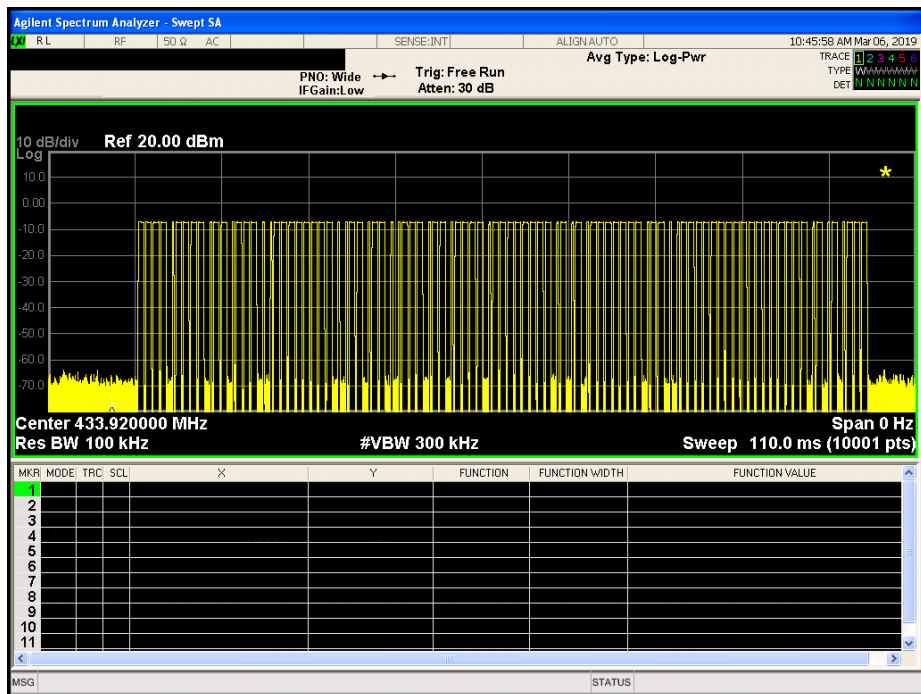 Agilent Spectrum Analyzer - Swept SA
LXI RL RF 50 Ω AC SENSE:INT ALIGN AUTO 10:45:58 AM Mar 06, 2019
Avg Type: Log-Pwr TRACE 1 2 3 4 5 6
PNO: Wide Trig: Free Run TYPE WWWWWW
IFGain:Low Atten: 30 dB DET N N N N N N
10 dB/div Ref 20.00 dBm
Log
10.0
0.00
-10.0
-20.0
-30.0
-40.0
-50.0
-60.0
-70.0
Center 433.920000 MHz Span 0 Hz
Res BW 100 kHz #VBW 300 kHz Sweep 110.0 ms (10001 pts)
MKR MODE TRC SCL X Y FUNCTION FUNCTION WIDTH FUNCTION VALUE
1
2
3
4
5
6
7
8
9
10
11
MSG STATUS